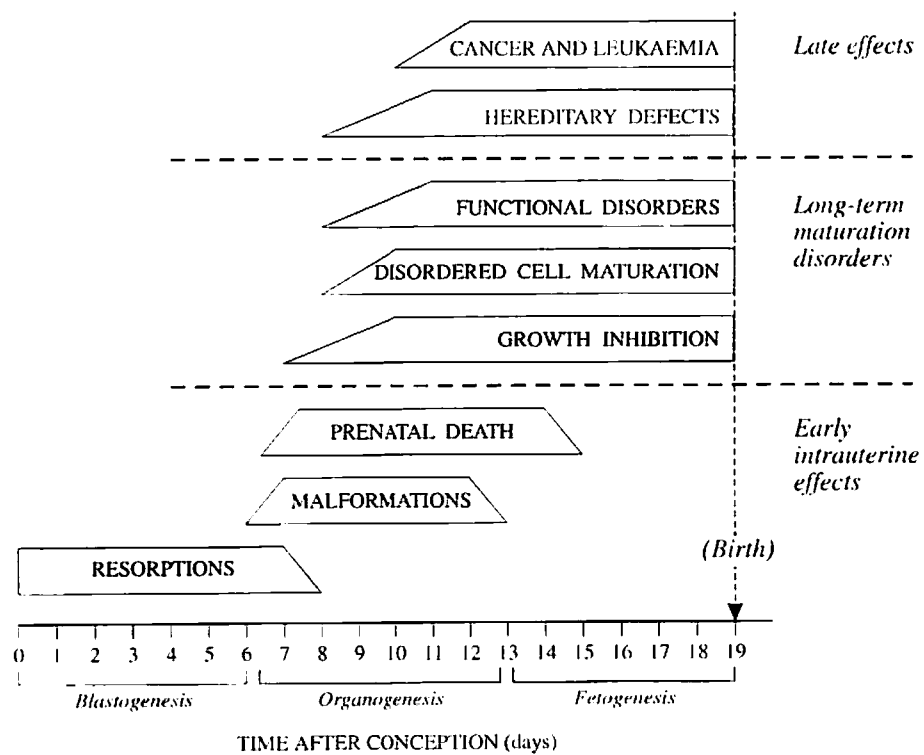 CANCER AND LEUKAEMIA
Late effects
HEREDITARY DEFECTS
FUNCTIONAL DISORDERS
Long-term
maturation
disorders
DISORDERED CELL MATURATION
GROWTH INHIBITION
PRENATAL DEATH
Early
intrauterine
effects
MALFORMATIONS
(Birth)
RESORPTIONS
0 1 2 3 4 5 6 7 8 9 10 11 12 13 14 15 16 17 18 19
Blastogenesis Organogenesis Fetogenesis
TIME AFTER CONCEPTION (days)